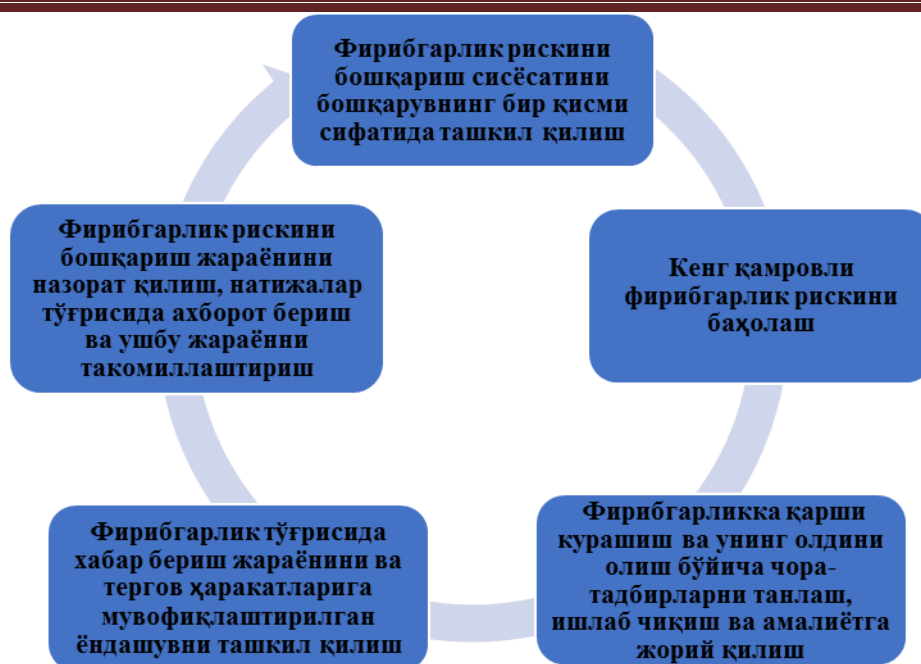 Фирибгарлик рискини
бошқариш сисёсатини
бошқарувнинг бир қисми
сифатида ташкил қилиш
Кенг қамровли
фирибгарлик рискини
баҳолаш
Фирибгарликка қарши
курашиш ва унинг олдини
олиш бўйича чора-
тадбирларни танлаш,
ишлаб чиқиш ва амалиётга
жорий қилиш
Фирибгарлик тўғрисида
хабар бериш жараёнини ва
тергов ҳаракатларига
мувофиқлаштирилган
ёндашувни ташкил қилиш
Фирибгарлик рискини
бошқариш жараёнини
назорат қилиш, натижалар
тўғрисида ахборот бериш
ва ушбу жараённи
такомиллаштириш